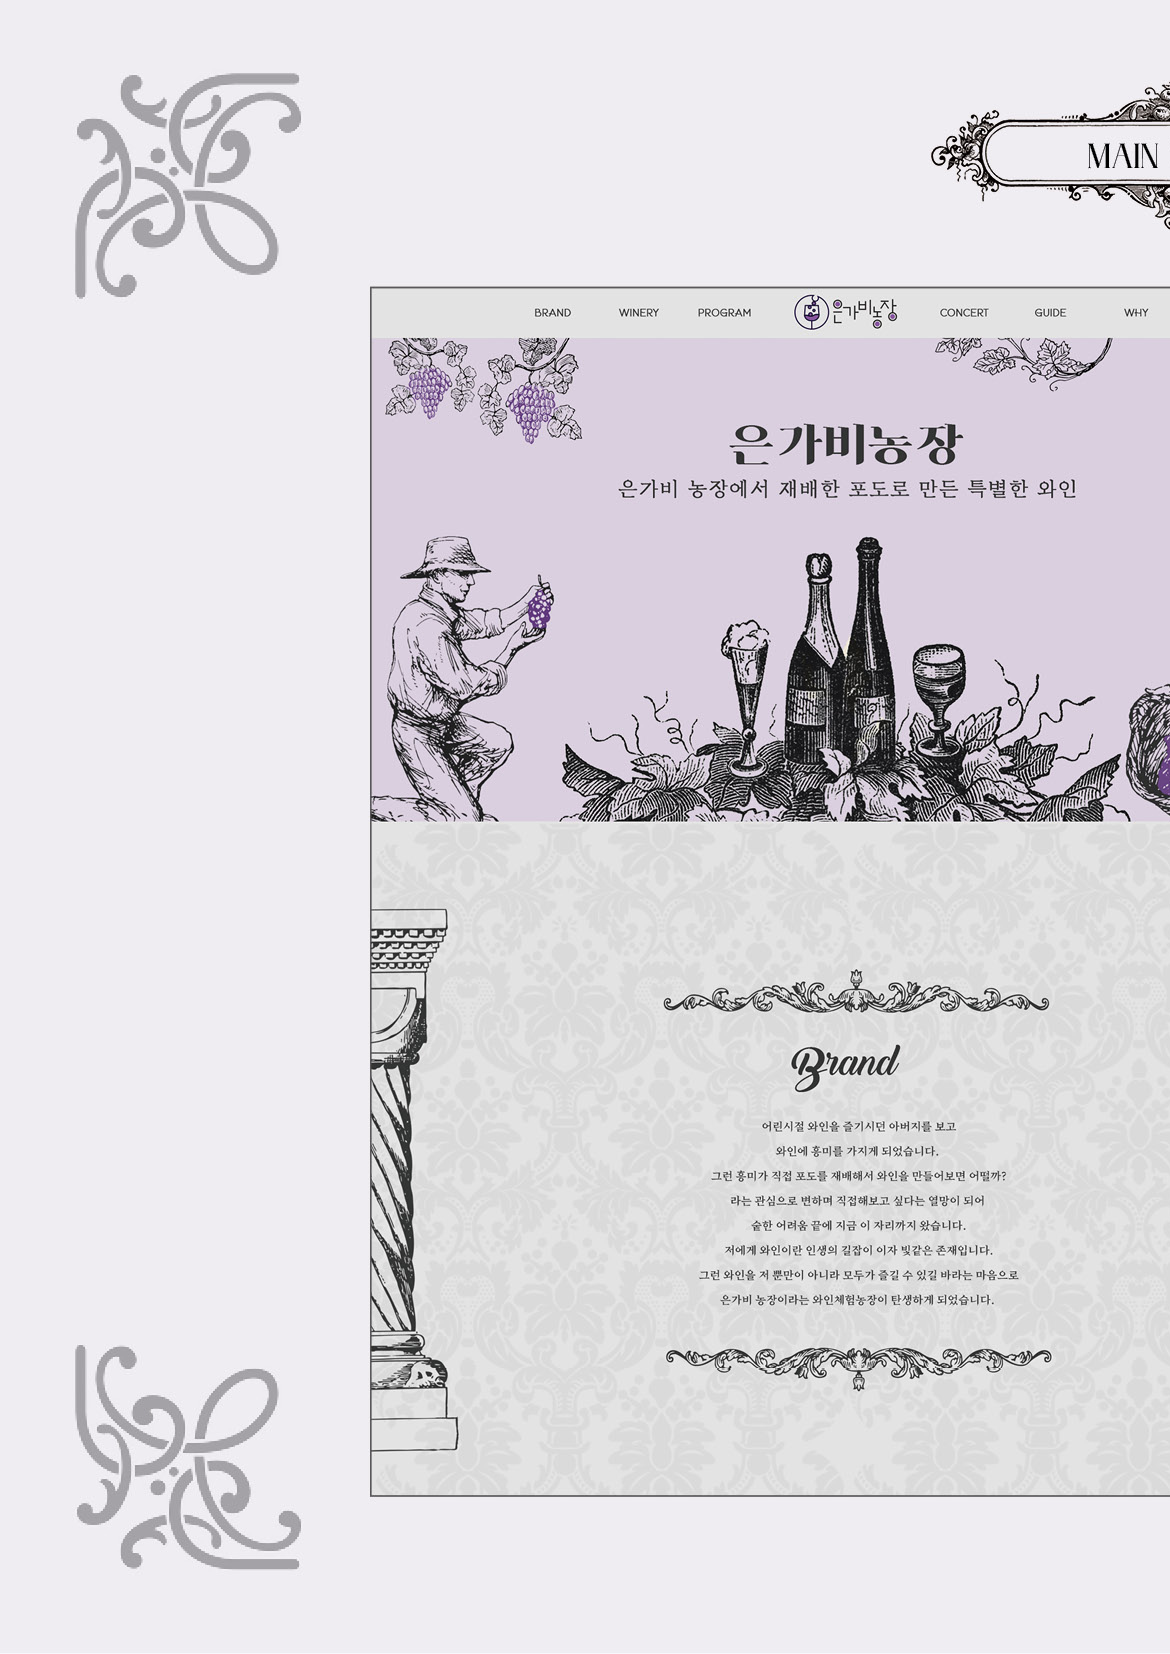 MAIN
BRAND WINERY PROGRAM 은가비농장 CONCERT GUIDE WHY
은가비농장
은가비 농장에서 재배한 포도로 만든 특별한 와인
Brand
어린시절 와인을 즐기시던 아버지를 보고
와인에 흥미를 가지게 되었습니다.
그런 흥미가 직접 포도를 재배해서 와인을 만들어보면 어떨까?
라는 관심으로 변하며 직접해보고 싶다는 열망이 되어
숱한 어려움 끝에 지금 이 자리까지 왔습니다.
저에게 와인이란 인생의 길잡이 이자 빛같은 존재입니다.
그런 와인을 저 뿐만이 아니라 모두가 즐길 수 있길 바라는 마음으로
은가비 농장이라는 와인체험농장이 탄생하게 되었습니다.